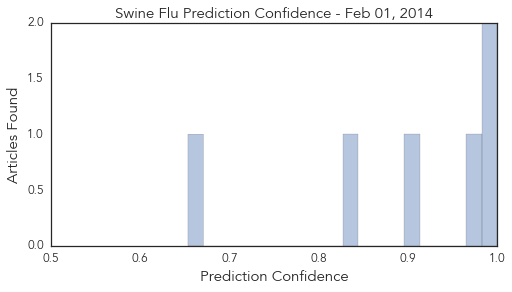 Swine Flu Prediction Confidence - Feb 01, 2014
2.0
1.5
1.0
0.5
0.0
Articles Found
0.5 0.6 0.7 0.8 0.9 1.0
Prediction Confidence